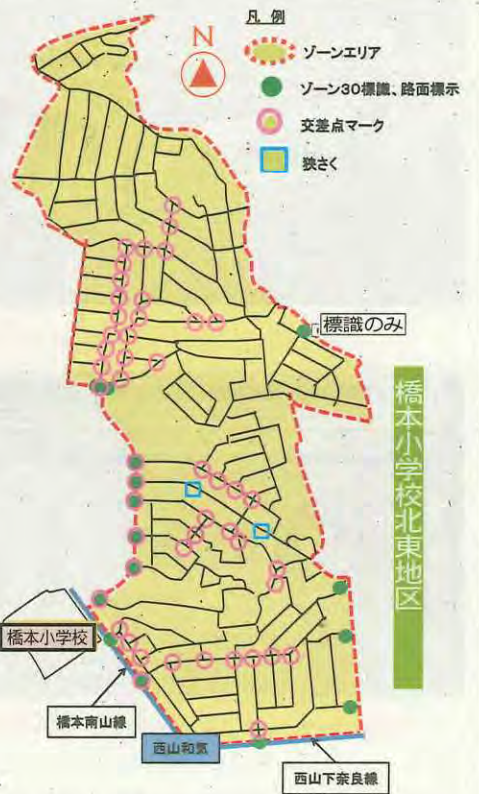 凡 例
N
ゾーンエリア
ゾーン30標識、路面標示
交差点マーク
狭さく
標識のみ
橋本小学校北東地区
橋本小学校
橋本南山線
西山和気
西山下奈良線